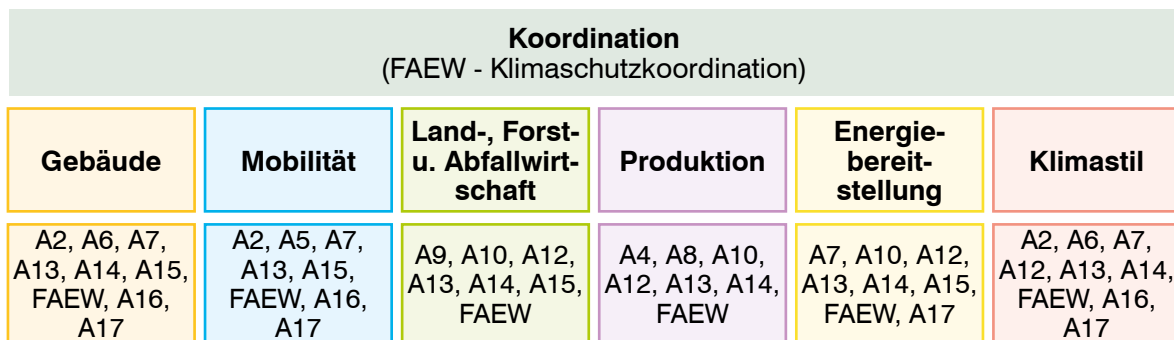 Koordination
(FAEW - Klimaschutzkoordination)
Gebäude
Mobilität
Land-, Forst-
u. Abfallwirt-
schaft
Produktion
Energie-
bereit-
stellung
Klimastil
A2, A6, A7,
A13, A14, A15,
FAEW, A16,
A17
A2, A5, A7,
A13, A15,
FAEW, A16,
A17
A9, A10, A12,
A13, A14, A15,
FAEW
A4, A8, A10,
A12, A13, A14,
FAEW
A7, A10, A12,
A13, A14, A15,
FAEW, A17
A2, A6, A7,
A12, A13, A14,
FAEW, A16,
A17